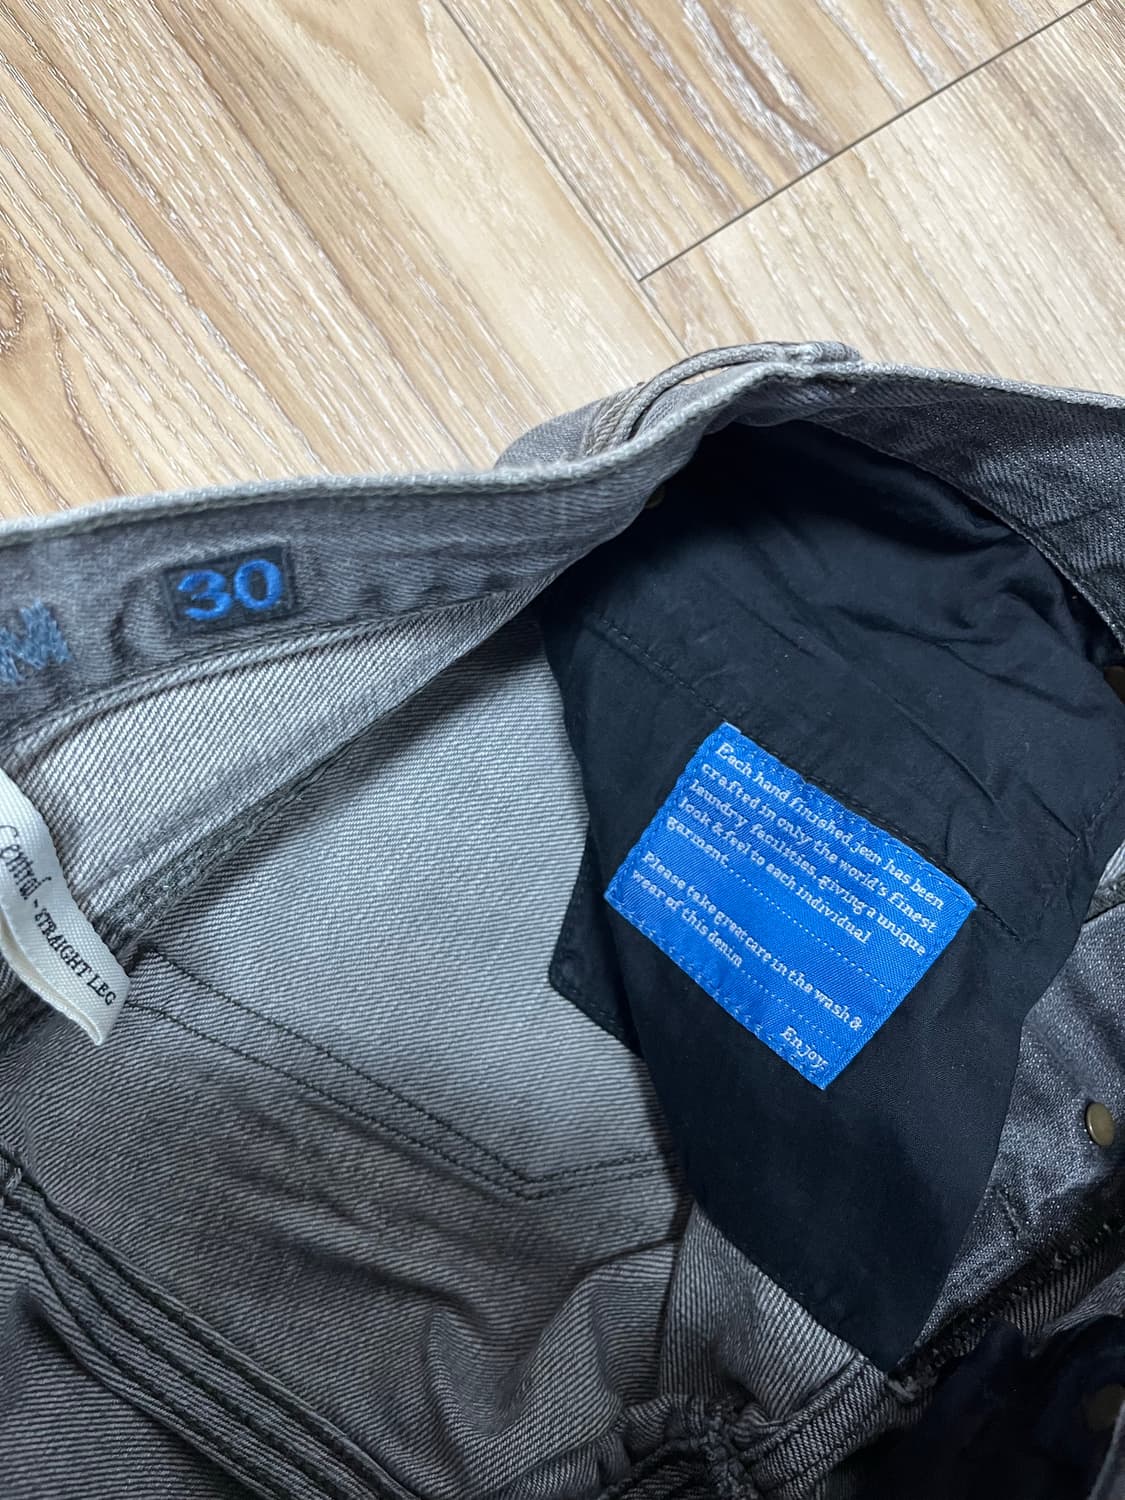 M
30
Central - STRAIGHT LEG
Each hand finished jean has been
crafted in only the world's finest
laundry facilities, giving a unique
look & feel to each individual
garment.
Please take great care in the wash &
wear of this denim
Enjoy.